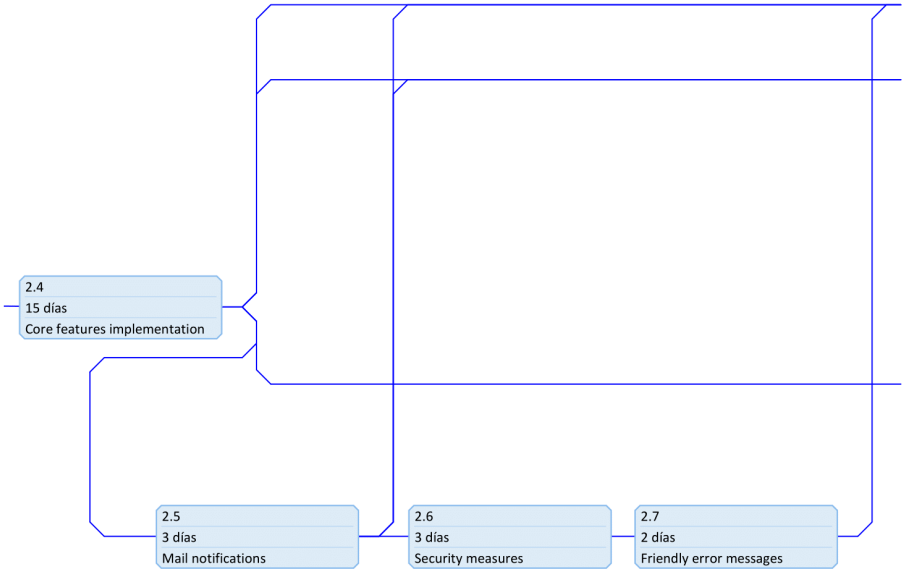 2.4
15 días
Core features implementation
2.5
3 días
Mail notifications
2.6
3 días
Security measures
2.7
2 días
Friendly error messages